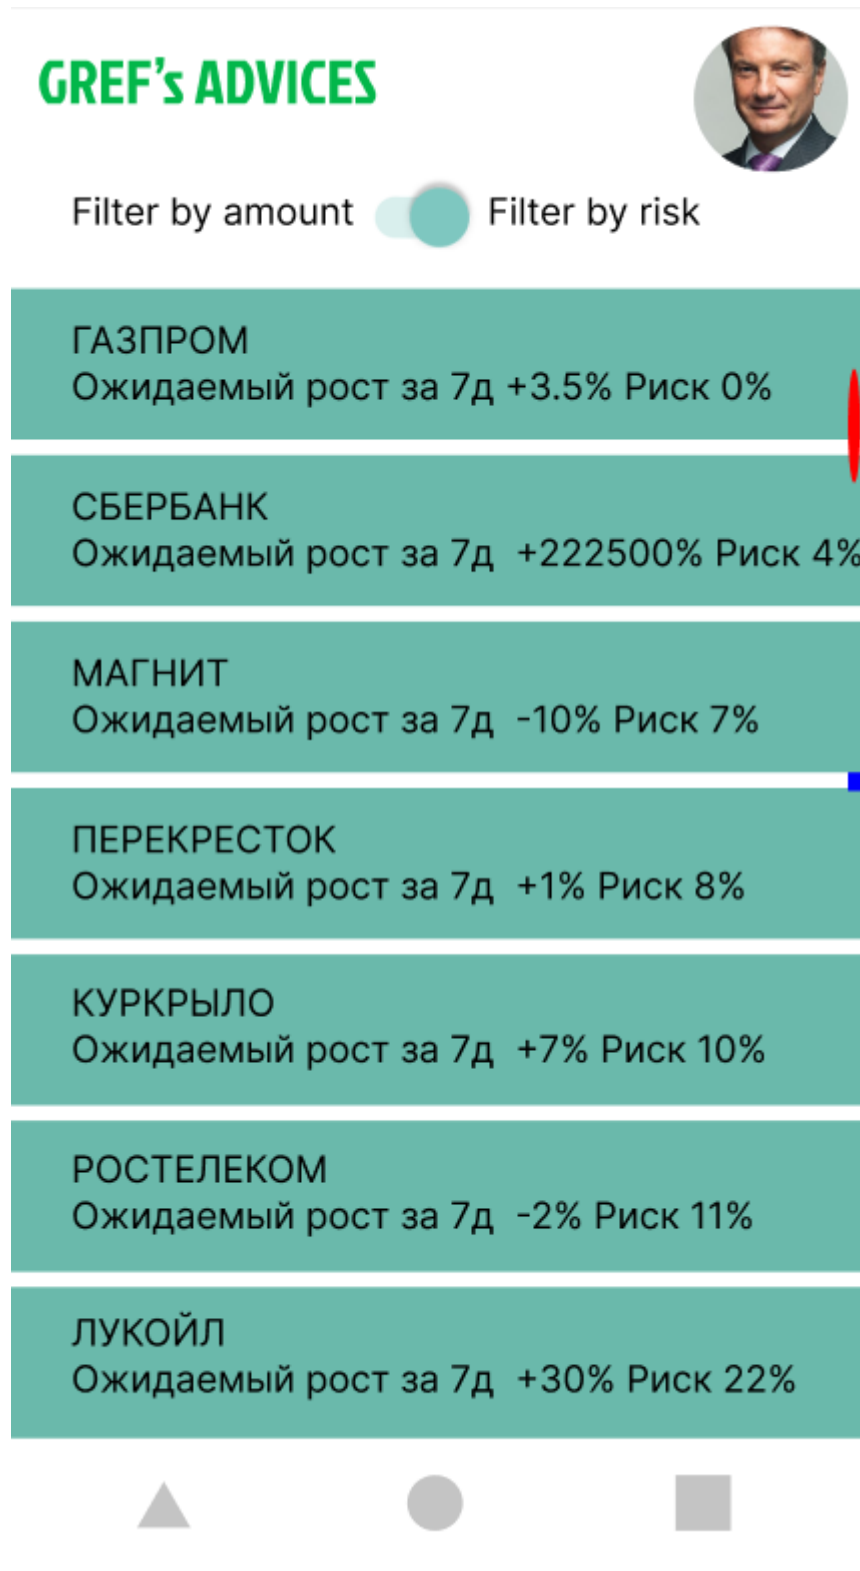 GREF's ADVICES
Filter by amount Filter by risk
ГАЗПРОМ
Ожидаемый рост за 7д +3.5% Риск 0%
СБЕРБАНК
Ожидаемый рост за 7д +222500% Риск 4%
МАГНИТ
Ожидаемый рост за 7д -10% Риск 7%
ПЕРЕКРЕСТОК
Ожидаемый рост за 7д +1% Риск 8%
КУРКРЫЛО
Ожидаемый рост за 7д +7% Риск 10%
РОСТЕЛЕКОМ
Ожидаемый рост за 7д -2% Риск 11%
ЛУКОЙЛ
Ожидаемый рост за 7д +30% Риск 22%